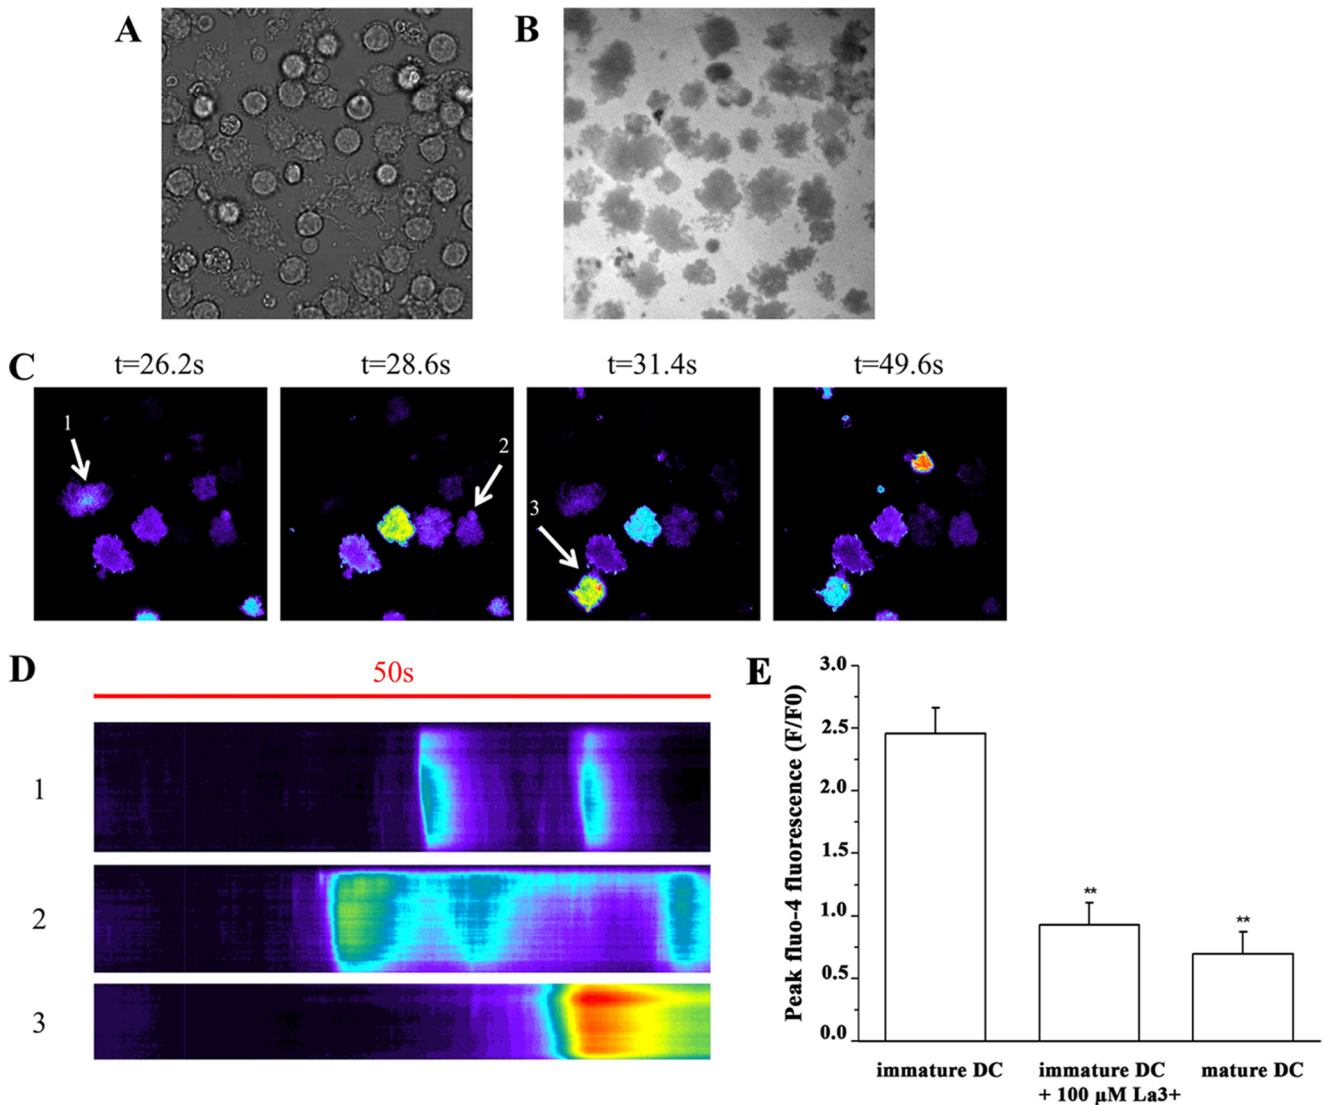 A
B
C
t=26.2s
t=28.6s
t=31.4s
t=49.6s
1
2
3
D
50s
1
2
3
E
Peak fluo-4 fluorescence (F/F0)
3.0
2.5
2.0
1.5
1.0
0.5
0.0
**
**
immature DC
immature DC
+ 100 µM La3+
mature DC